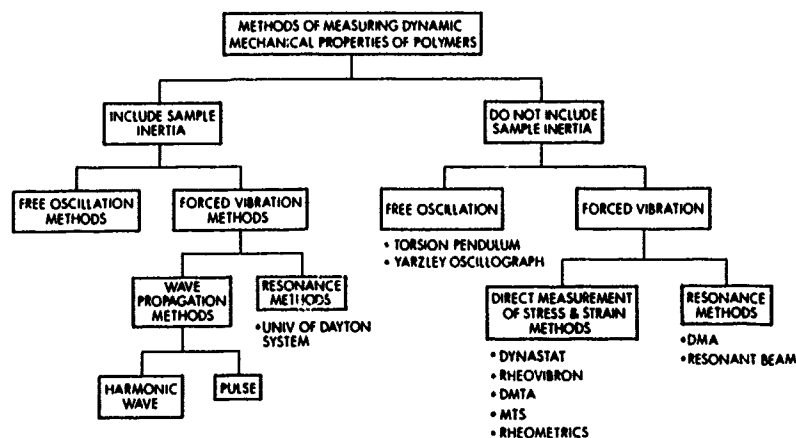 METHODS OF MEASURING DYNAMIC
MECHANICAL PROPERTIES OF POLYMERS
INCLUDE SAMPLE
INERTIA
DO NOT INCLUDE
SAMPLE INERTIA
FREE OSCILLATION
METHODS
FORCED VIBRATION
METHODS
FREE OSCILLATION
• TORSION PENDULUM
• YARZLEY OSCILLOGRAPH
FORCED VIBRATION
WAVE
PROPAGATION
METHODS
RESONANCE
METHODS
• UNIV OF DAYTON
SYSTEM
DIRECT MEASUREMENT
OF STRESS & STRAIN
METHODS
• DYNASTAT
• RHEOVIBRON
• DMTA
• MTS
• RHEOMETRICS
RESONANCE
METHODS
• DMA
• RESONANT BEAM
HARMONIC
WAVE
PULSE